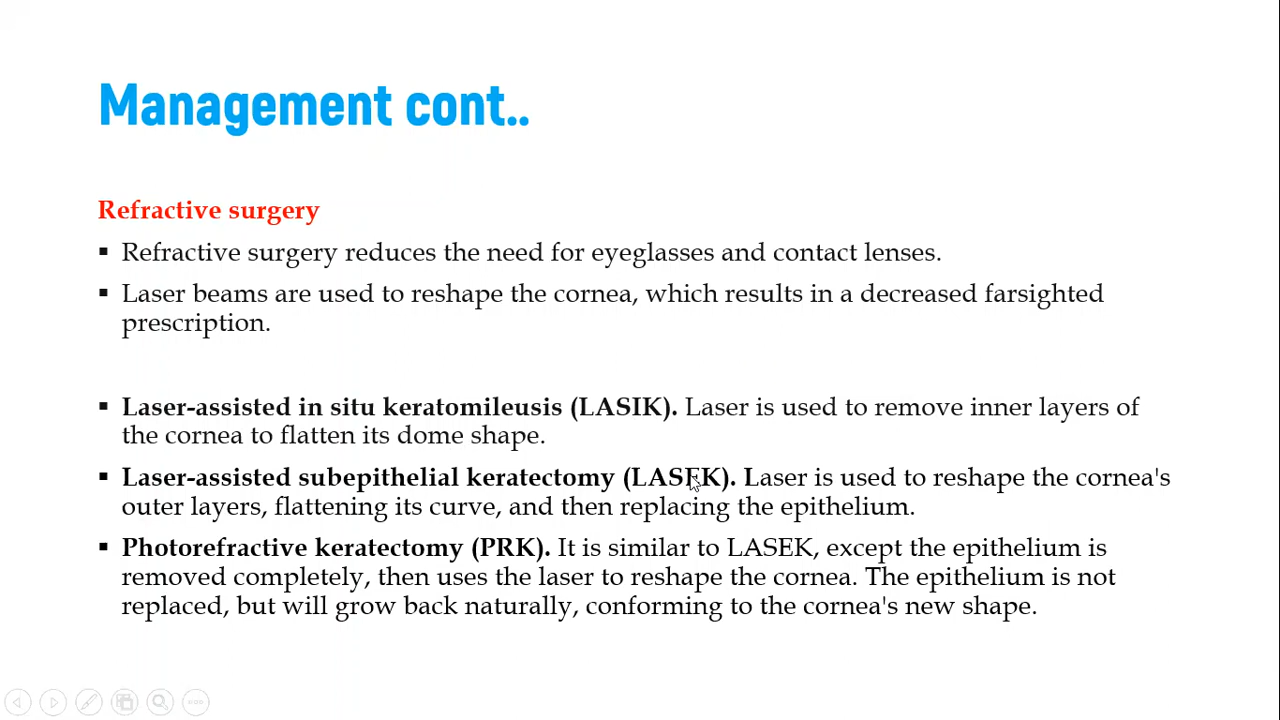 Management cont..
Refractive surgery
▪ Refractive surgery reduces the need for eyeglasses and contact lenses.
▪ Laser beams are used to reshape the cornea, which results in a decreased farsighted
prescription.
▪ Laser-assisted in situ keratomileusis (LASIK). Laser is used to remove inner layers of
the cornea to flatten its dome shape.
▪ Laser-assisted subepithelial keratectomy (LASEK). Laser is used to reshape the cornea's
outer layers, flattening its curve, and then replacing the epithelium.
▪ Photorefractive keratectomy (PRK). It is similar to LASEK, except the epithelium is
removed completely, then uses the laser to reshape the cornea. The epithelium is not
replaced, but will grow back naturally, conforming to the cornea's new shape.